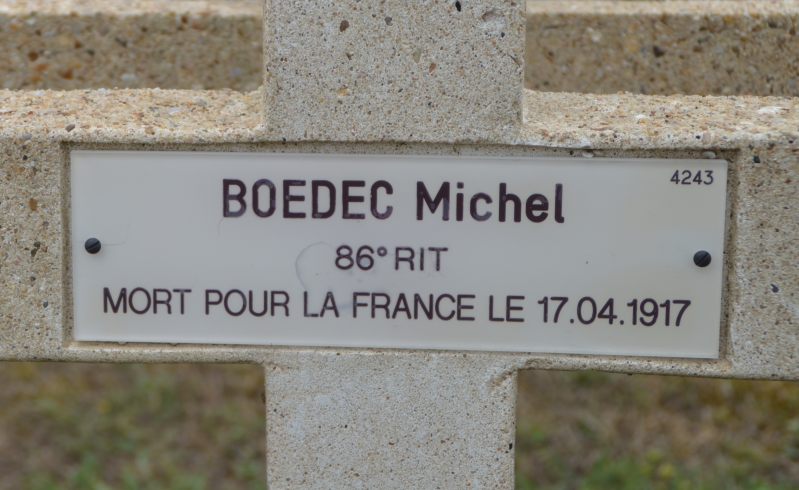 4243
BOEDEC Michel
86° RIT
MORT POUR LA FRANCE LE 17.04.1917